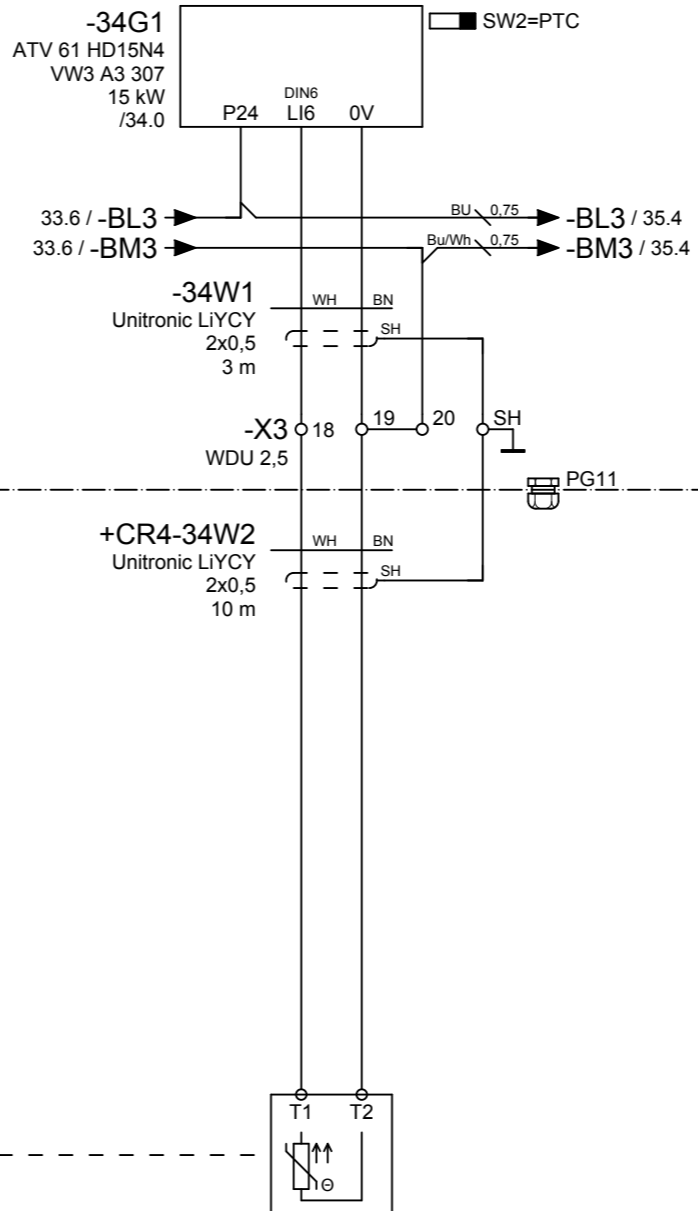 -34G1
SW2=PTC
ATV 61 HD15N4
VW3 A3 307
15 kW
/34.0
DIN6
P24 LI6 0V
33.6 / -BL3
BU 0,75
-BL3 / 35.4
33.6 / -BM3
Bu/Wh 0,75
-BM3 / 35.4
-34W1
WH BN
Unitronic LiYCY
SH
2x0,5
3 m
-X3 18 19 20 SH
WDU 2,5
PG11
+CR4-34W2
WH BN
Unitronic LiYCY
SH
2x0,5
10 m
T1 T2
Θ